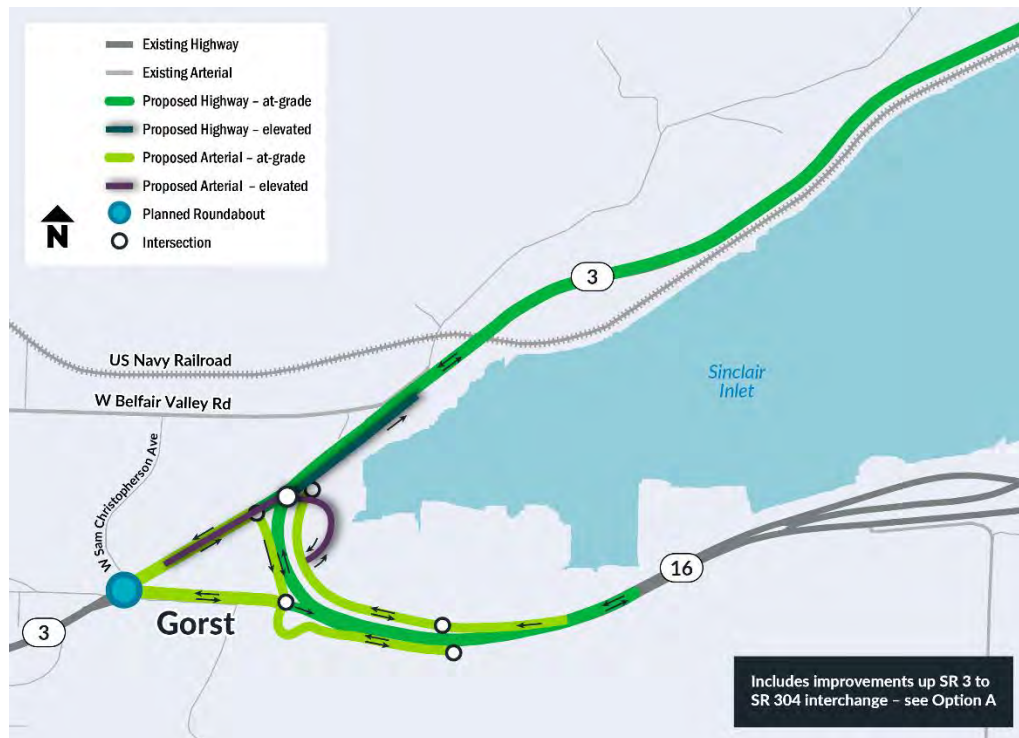 Existing Highway
Existing Arterial
Proposed Highway – at-grade
Proposed Highway – elevated
Proposed Arterial – at-grade
Proposed Arterial – elevated
Planned Roundabout
Intersection
N
3
US Navy Railroad
W Belfair Valley Rd
Sinclair
Inlet
W Sam Christopherson Ave
16
Gorst
3
Includes improvements up SR 3 to
SR 304 interchange – see Option A